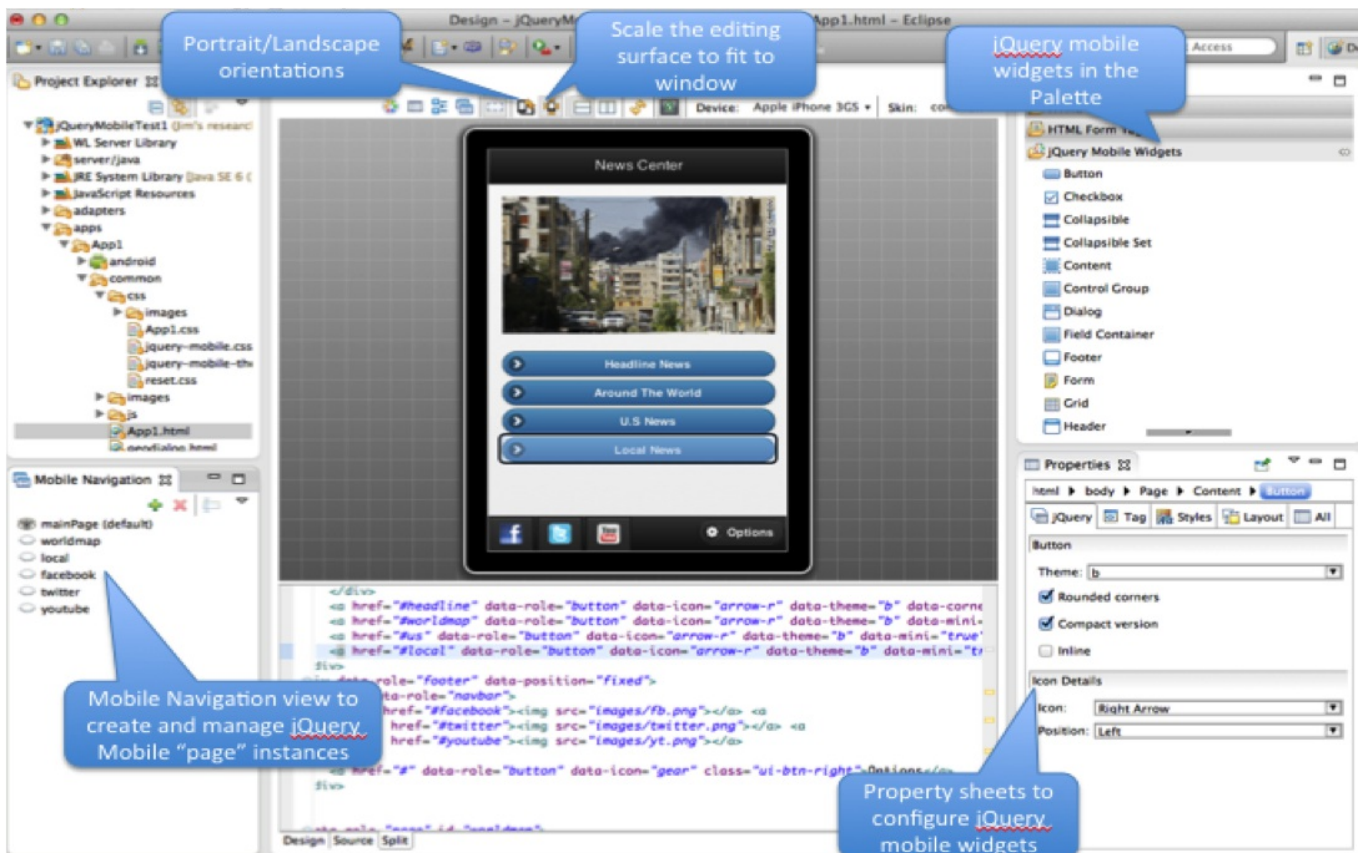 Design – jQueryM
App1.html – Eclipse
Portrait/Landscape
orientations
Scale the editing
surface to fit to
window
jQuery mobile
widgets in the
Palette
Access
Project Explorer
Device: Apple iPhone 3GS
Skin:
jQueryMobileTest1 (Jim's researc
WL Server Library
server/java
JRE System Library [Java SE 6 (
JavaScript Resources
adapters
apps
App1
android
common
css
images
App1.css
jquery-mobile.css
jquery-mobile-the
reset.css
images
js
App1.html
geodialog.html
News Center
Headline News
Around The World
U.S News
Local News
Options
HTML Form
jQuery Mobile Widgets
Button
Checkbox
Collapsible
Collapsible Set
Content
Control Group
Dialog
Field Container
Footer
Form
Grid
Header
Mobile Navigation
mainPage (default)
worldmap
local
facebook
twitter
youtube
Mobile Navigation view to
create and manage jQuery
Mobile “page” instances
</div>
<a href="#headline" data-role="button" data-icon="arrow-r" data-theme="b" data-corne
<a href="#worldmap" data-role="button" data-icon="arrow-r" data-theme="b" data-mini=
<a href="#us" data-role="button" data-icon="arrow-r" data-theme="b" data-mini="true"
<a href="#local" data-role="button" data-icon="arrow-r" data-theme="b" data-mini="tr
div>
data-role="footer" data-position="fixed">
ata-role="navbar">
href="#facebook"><img src="images/fb.png"></a> <a
href="#twitter"><img src="images/twitter.png"></a> <a
href="#youtube"><img src="images/yt.png"></a>
<a href="#" data-role="button" data-icon="gear" class="ui-btn-right">Options</a>
div>
Design Source Split
Properties
html body Page Content Button
jQuery Tag Styles Layout All
Button
Theme: b
Rounded corners
Compact version
Inline
Icon Details
Icon: Right Arrow
Position: Left
Property sheets to
configure jQuery
mobile widgets